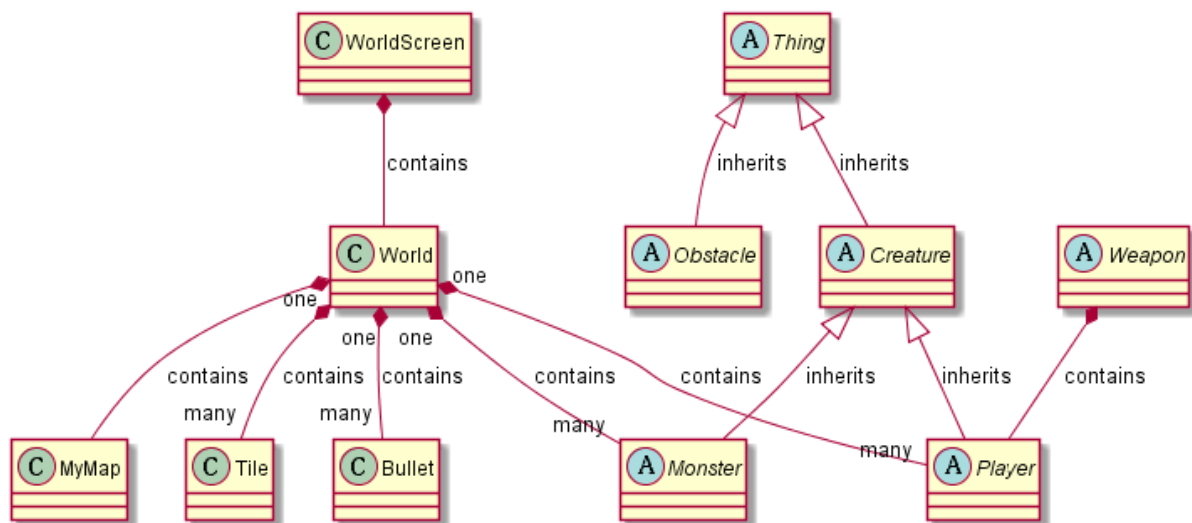 C WorldScreen
A Thing
contains
inherits
inherits
C World
A Obstacle
A Creature
A Weapon
one
one
one
one
contains
contains
contains
contains
contains
inherits
inherits
contains
many
many
many
many
C MyMap
C Tile
C Bullet
A Monster
A Player